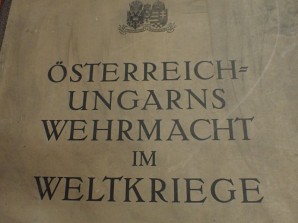 ÖSTERREICH=
UNGARNS
WEHRMACHT
IM
WELTKRIEGE